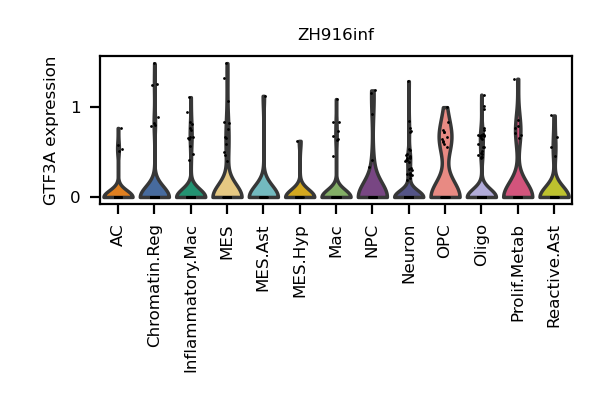 ZH916inf
GTF3A expression
1
0
AC
Chromatin.Reg
Inflammatory.Mac
MES
MES.Ast
MES.Hyp
Mac
NPC
Neuron
OPC
Oligo
Prolif.Metab
Reactive.Ast